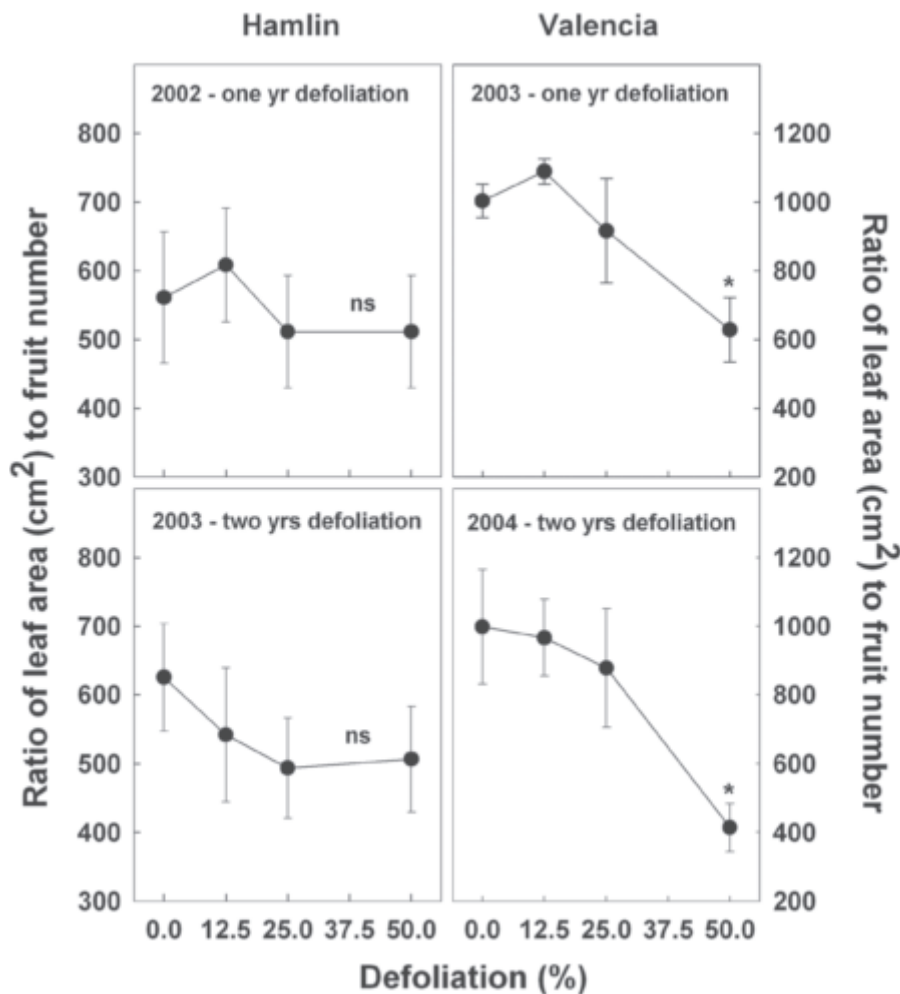 Hamlin
Valencia
2002 - one yr defoliation
2003 - one yr defoliation
800
700
600
500
400
300
ns
*
1200
1000
800
600
400
200
2003 - two yrs defoliation
2004 - two yrs defoliation
800
700
600
500
400
300
ns
*
1200
1000
800
600
400
200
0.0 12.5 25.0 37.5 50.0
0.0 12.5 25.0 37.5 50.0
Defoliation (%)
Ratio of leaf area (cm²) to fruit number
Ratio of leaf area (cm²) to fruit number